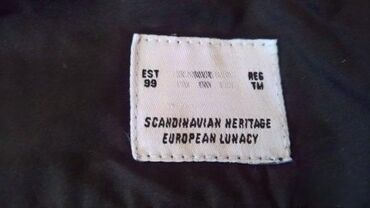 EST REG
99 TM
SCANDINAVIAN HERITAGE
EUROPEAN LUNACY